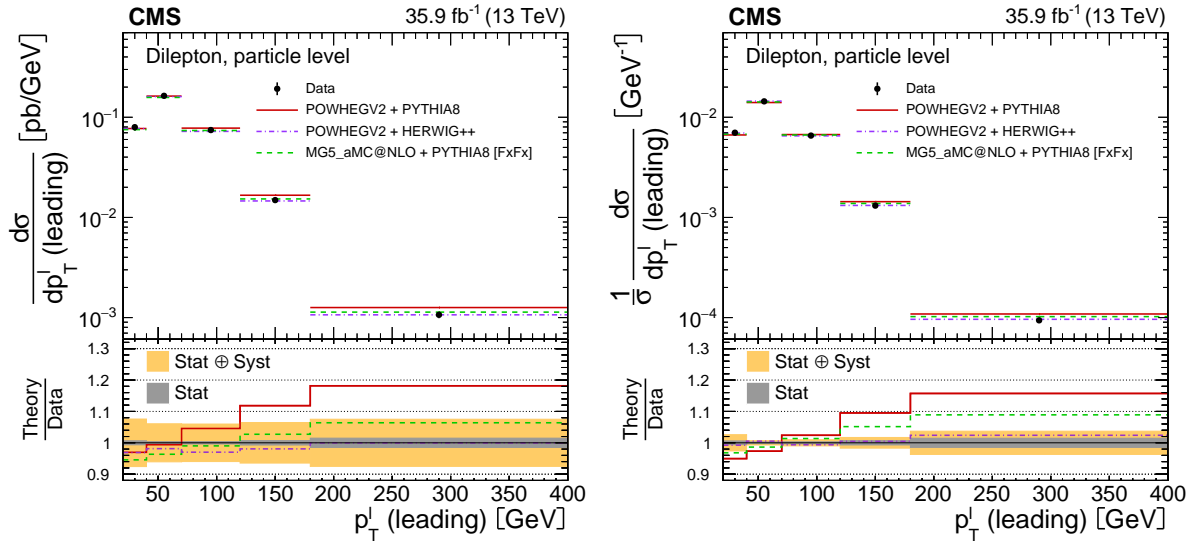 CMS 35.9 fb⁻¹ (13 TeV)
Dilepton, particle level
Data
POWHEGV2 + PYTHIA8
POWHEGV2 + HERWIG++
MG5_aMC@NLO + PYTHIA8 [FxFx]
dσ/dp_T^l (leading) [pb/GeV]
10⁻¹
10⁻²
10⁻³
Stat ⊕ Syst
Stat
Theory/Data
1.3
1.2
1.1
1
0.9
50 100 150 200 250 300 350 400
p_T^l (leading) [GeV]
CMS 35.9 fb⁻¹ (13 TeV)
Dilepton, particle level
Data
POWHEGV2 + PYTHIA8
POWHEGV2 + HERWIG++
MG5_aMC@NLO + PYTHIA8 [FxFx]
1/σ dσ/dp_T^l (leading) [GeV⁻¹]
10⁻²
10⁻³
10⁻⁴
Stat ⊕ Syst
Stat
Theory/Data
1.3
1.2
1.1
1
0.9
50 100 150 200 250 300 350 400
p_T^l (leading) [GeV]